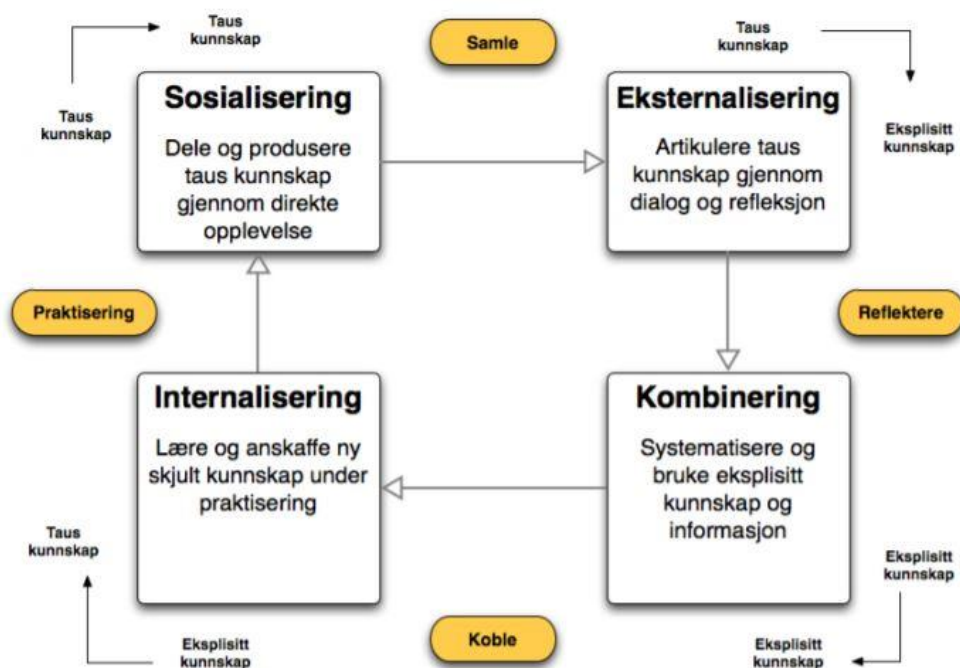 Taus
kunnskap
Samle
Taus
kunnskap
Taus
kunnskap
Sosialisering
Dele og produsere
taus kunnskap
gjennom direkte
opplevelse
Eksternalisering
Artikulere taus
kunnskap gjennom
dialog og refleksjon
Eksplisitt
kunnskap
Praktisering
Reflektere
Internalisering
Lære og anskaffe ny
skjult kunnskap under
praktisering
Kombinering
Systematisere og
bruke eksplisitt
kunnskap og
informasjon
Taus
kunnskap
Eksplisitt
kunnskap
Eksplisitt
kunnskap
Koble
Eksplisitt
kunnskap